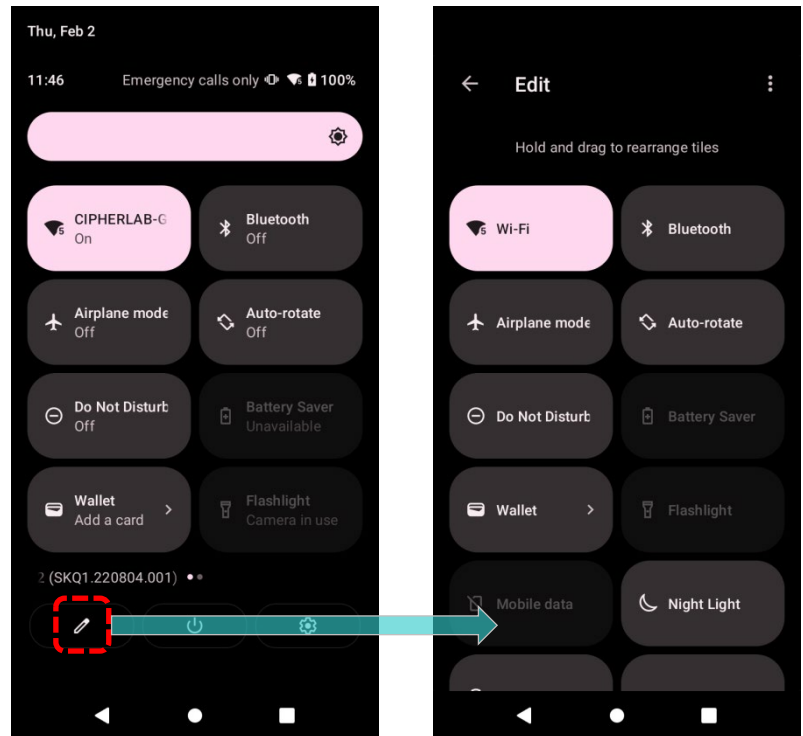 Thu, Feb 2
11:46
Emergency calls only
5
100%
CIPHERLAB-G
On
5
Bluetooth
Off
Airplane mode
Off
Auto-rotate
Off
Do Not Disturb
Off
Battery Saver
Unavailable
Wallet
Add a card
Flashlight
Camera in use
2 (SKQ1.220804.001)
Edit
Hold and drag to rearrange tiles
5
Wi-Fi
Bluetooth
Airplane mode
Auto-rotate
Do Not Disturb
Battery Saver
Wallet
Flashlight
Mobile data
Night Light